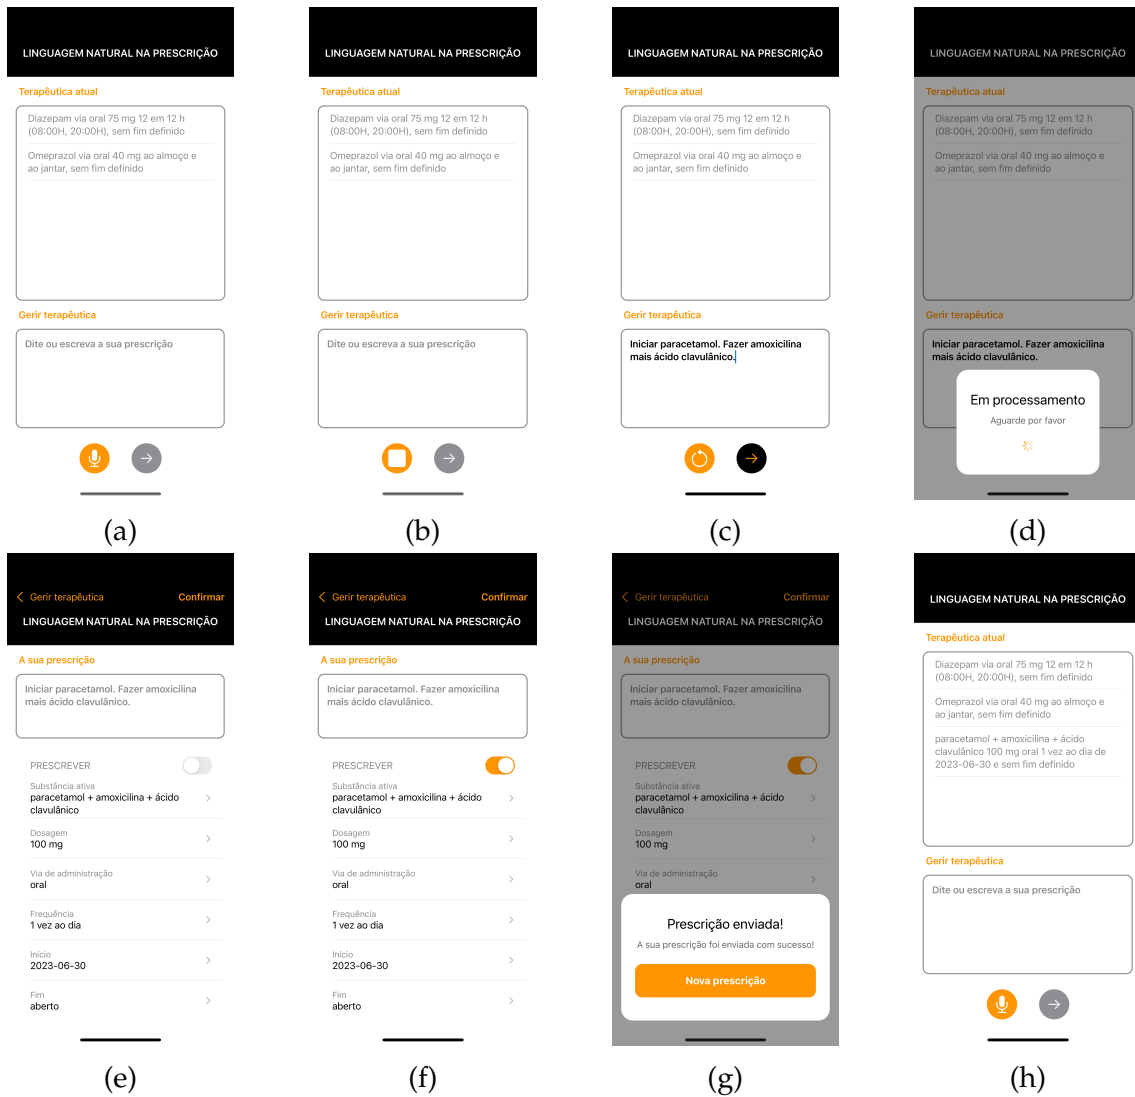 LINGUAGEM NATURAL NA PRESCRIÇÃO
Terapêutica atual
Diazepam via oral 75 mg 12 em 12 h
(08:00H, 20:00H), sem fim definido
Omeprazol via oral 40 mg ao almoço e
ao jantar, sem fim definido
Gerir terapêutica
Dite ou escreva a sua prescrição
(a)
LINGUAGEM NATURAL NA PRESCRIÇÃO
Terapêutica atual
Diazepam via oral 75 mg 12 em 12 h
(08:00H, 20:00H), sem fim definido
Omeprazol via oral 40 mg ao almoço e
ao jantar, sem fim definido
Gerir terapêutica
Dite ou escreva a sua prescrição
(b)
LINGUAGEM NATURAL NA PRESCRIÇÃO
Terapêutica atual
Diazepam via oral 75 mg 12 em 12 h
(08:00H, 20:00H), sem fim definido
Omeprazol via oral 40 mg ao almoço e
ao jantar, sem fim definido
Gerir terapêutica
Iniciar paracetamol. Fazer amoxicilina
mais ácido clavulânico.
(c)
LINGUAGEM NATURAL NA PRESCRIÇÃO
Terapêutica atual
Diazepam via oral 75 mg 12 em 12 h
(08:00H, 20:00H), sem fim definido
Omeprazol via oral 40 mg ao almoço e
ao jantar, sem fim definido
Gerir terapêutica
Iniciar paracetamol. Fazer amoxicilina
mais ácido clavulânico.
Em processamento
Aguarde por favor
(d)
Gerir terapêutica Confirmar
LINGUAGEM NATURAL NA PRESCRIÇÃO
A sua prescrição
Iniciar paracetamol. Fazer amoxicilina
mais ácido clavulânico.
PRESCREVER
Substância ativa
paracetamol + amoxicilina + ácido
clavulânico
Dosagem
100 mg
Via de administração
oral
Frequência
1 vez ao dia
Início
2023-06-30
Fim
aberto
(e)
Gerir terapêutica Confirmar
LINGUAGEM NATURAL NA PRESCRIÇÃO
A sua prescrição
Iniciar paracetamol. Fazer amoxicilina
mais ácido clavulânico.
PRESCREVER
Substância ativa
paracetamol + amoxicilina + ácido
clavulânico
Dosagem
100 mg
Via de administração
oral
Frequência
1 vez ao dia
Início
2023-06-30
Fim
aberto
(f)
Gerir terapêutica Confirmar
LINGUAGEM NATURAL NA PRESCRIÇÃO
A sua prescrição
Iniciar paracetamol. Fazer amoxicilina
mais ácido clavulânico.
PRESCREVER
Substância ativa
paracetamol + amoxicilina + ácido
clavulânico
Dosagem
100 mg
Via de administração
oral
Prescrição enviada!
A sua prescrição foi enviada com sucesso!
Nova prescrição
(g)
LINGUAGEM NATURAL NA PRESCRIÇÃO
Terapêutica atual
Diazepam via oral 75 mg 12 em 12 h
(08:00H, 20:00H), sem fim definido
Omeprazol via oral 40 mg ao almoço e
ao jantar, sem fim definido
paracetamol + amoxicilina + ácido
clavulânico 100 mg oral 1 vez ao dia de
2023-06-30 e sem fim definido
Gerir terapêutica
Dite ou escreva a sua prescrição
(h)